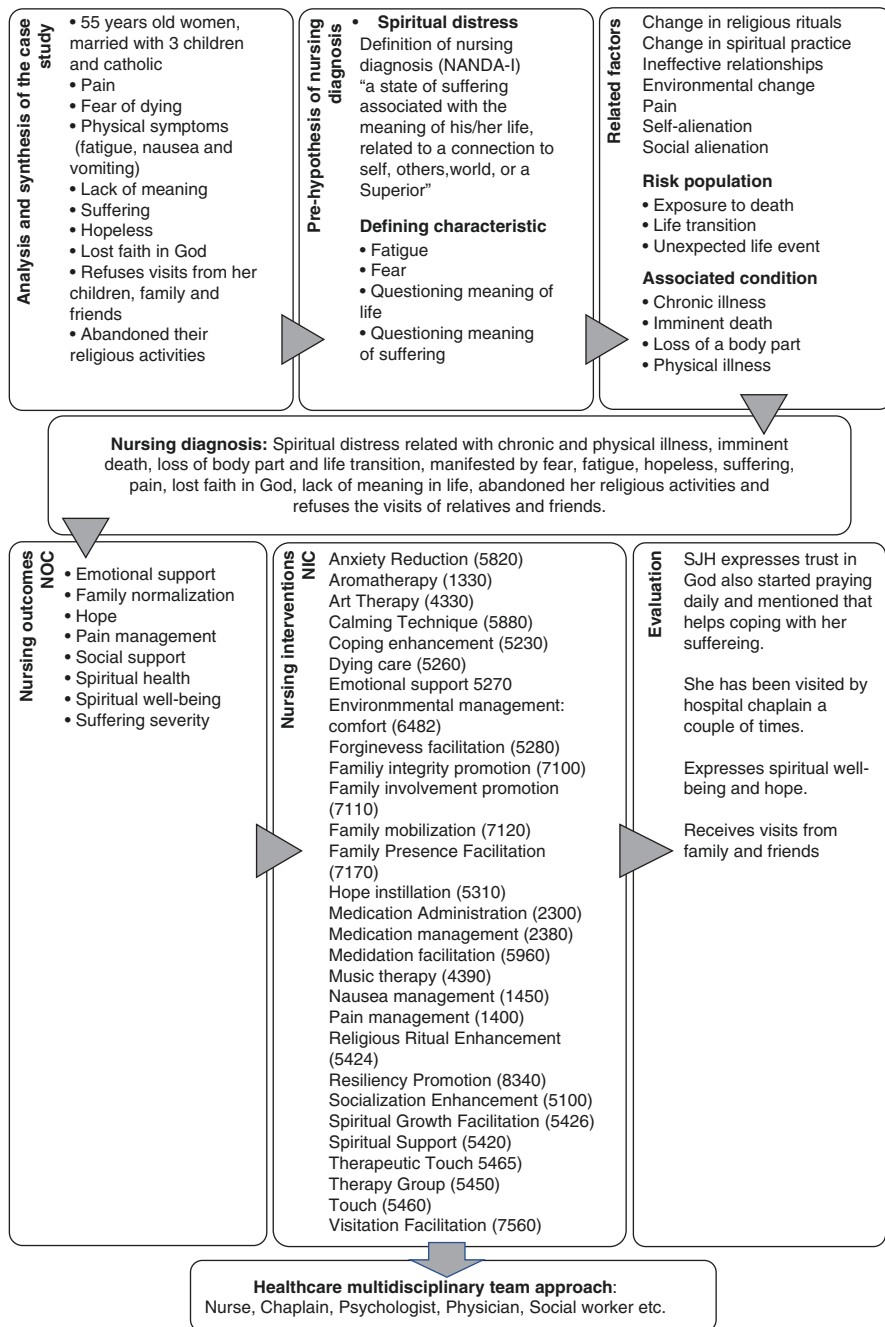 Analysis and synthesis of the case
study
• 55 years old women,
married with 3 children
and catholic
• Pain
• Fear of dying
• Physical symptoms
(fatigue, nausea and
vomiting)
• Lack of meaning
• Suffering
• Hopeless
• Lost faith in God
• Refuses visits from her
children, family and
friends
• Abandoned their
religious activities
Pre-hypothesis of nursing
diagnosis
• Spiritual distress
Definition of nursing
diagnosis (NANDA-I)
“a state of suffering
associated with the
meaning of his/her life,
related to a connection to
self, others,world, or a
Superior”
Defining characteristic
• Fatigue
• Fear
• Questioning meaning of
life
• Questioning meaning
of suffering
Related factors
Change in religious rituals
Change in spiritual practice
Ineffective relationships
Environmental change
Pain
Self-alienation
Social alienation
Risk population
• Exposure to death
• Life transition
• Unexpected life event
Associated condition
• Chronic illness
• Imminent death
• Loss of a body part
• Physical illness
Nursing diagnosis: Spiritual distress related with chronic and physical illness, imminent
death, loss of body part and life transition, manifested by fear, fatigue, hopeless, suffering,
pain, lost faith in God, lack of meaning in life, abandoned her religious activities and
refuses the visits of relatives and friends.
Nursing outcomes
NOC
• Emotional support
• Family normalization
• Hope
• Pain management
• Social support
• Spiritual health
• Spiritual well-being
• Suffering severity
Nursing interventions
NIC
Anxiety Reduction (5820)
Aromatherapy (1330)
Art Therapy (4330)
Calming Technique (5880)
Coping enhancement (5230)
Dying care (5260)
Emotional support 5270
Environmmental management:
comfort (6482)
Forginevess facilitation (5280)
Familiy integrity promotion (7100)
Family involvement promotion
(7110)
Family mobilization (7120)
Family Presence Facilitation
(7170)
Hope instillation (5310)
Medication Administration (2300)
Medication management (2380)
Medidation facilitation (5960)
Music therapy (4390)
Nausea management (1450)
Pain management (1400)
Religious Ritual Enhancement
(5424)
Resiliency Promotion (8340)
Socialization Enhancement (5100)
Spiritual Growth Facilitation (5426)
Spiritual Support (5420)
Therapeutic Touch 5465)
Therapy Group (5450)
Touch (5460)
Visitation Facilitation (7560)
Evaluation
SJH expresses trust in
God also started praying
daily and mentioned that
helps coping with her
suffereing.
She has been visited by
hospital chaplain a
couple of times.
Expresses spiritual well-
being and hope.
Receives visits from
family and friends
Healthcare multidisciplinary team approach:
Nurse, Chaplain, Psychologist, Physician, Social worker etc.